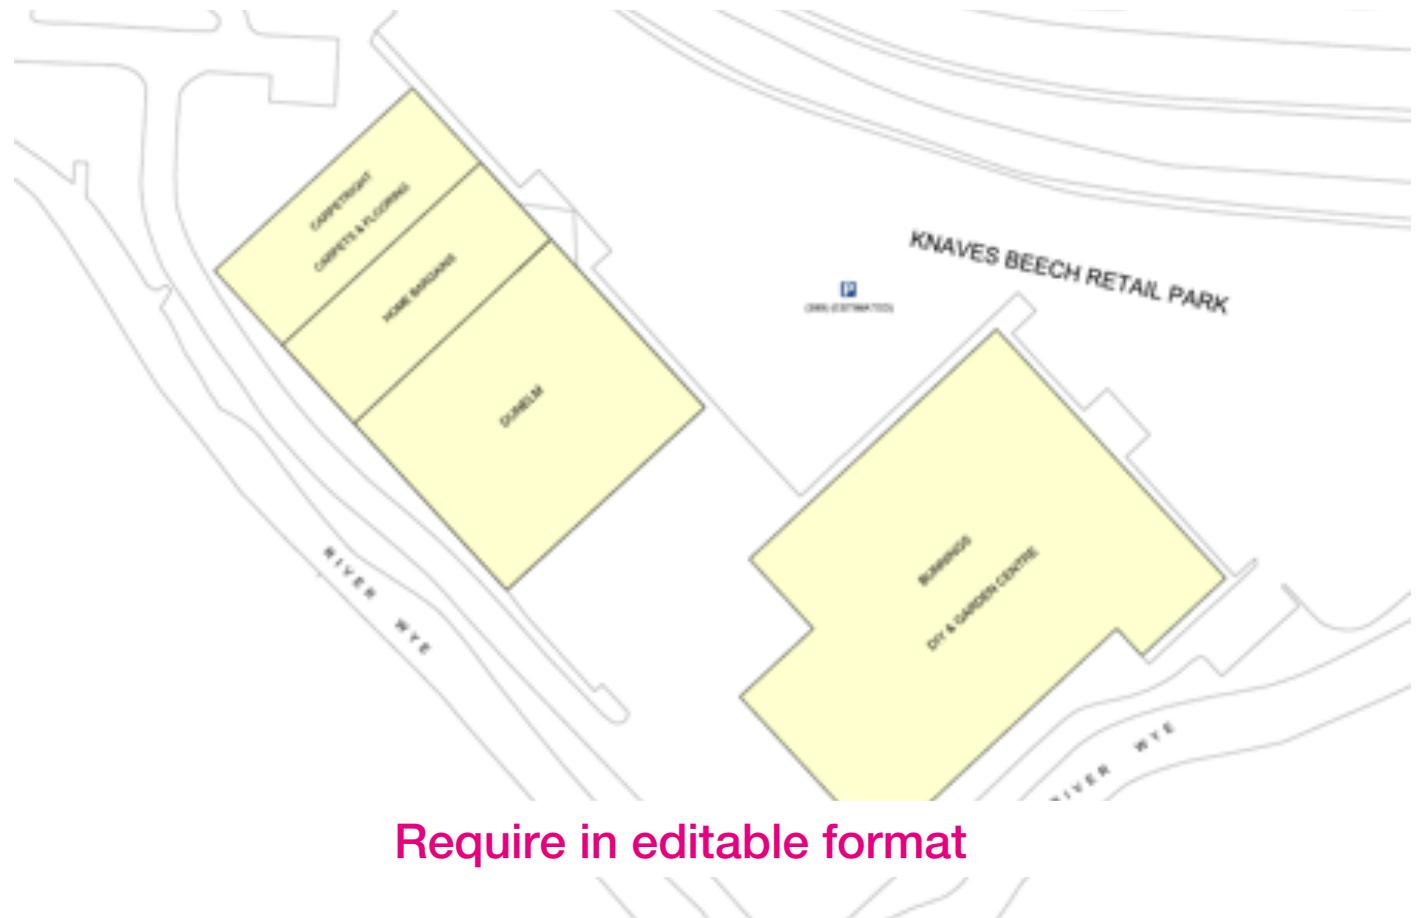 CARPETRIGHT
CARPETS & FLOORING
HOME BARGAINS
DUNELM
KNAVES BEECH RETAIL PARK
P
(ESTIMATED)
BUNNINGS
DIY & GARDEN CENTRE
RIVER WYE
RIVER WYE
Require in editable format